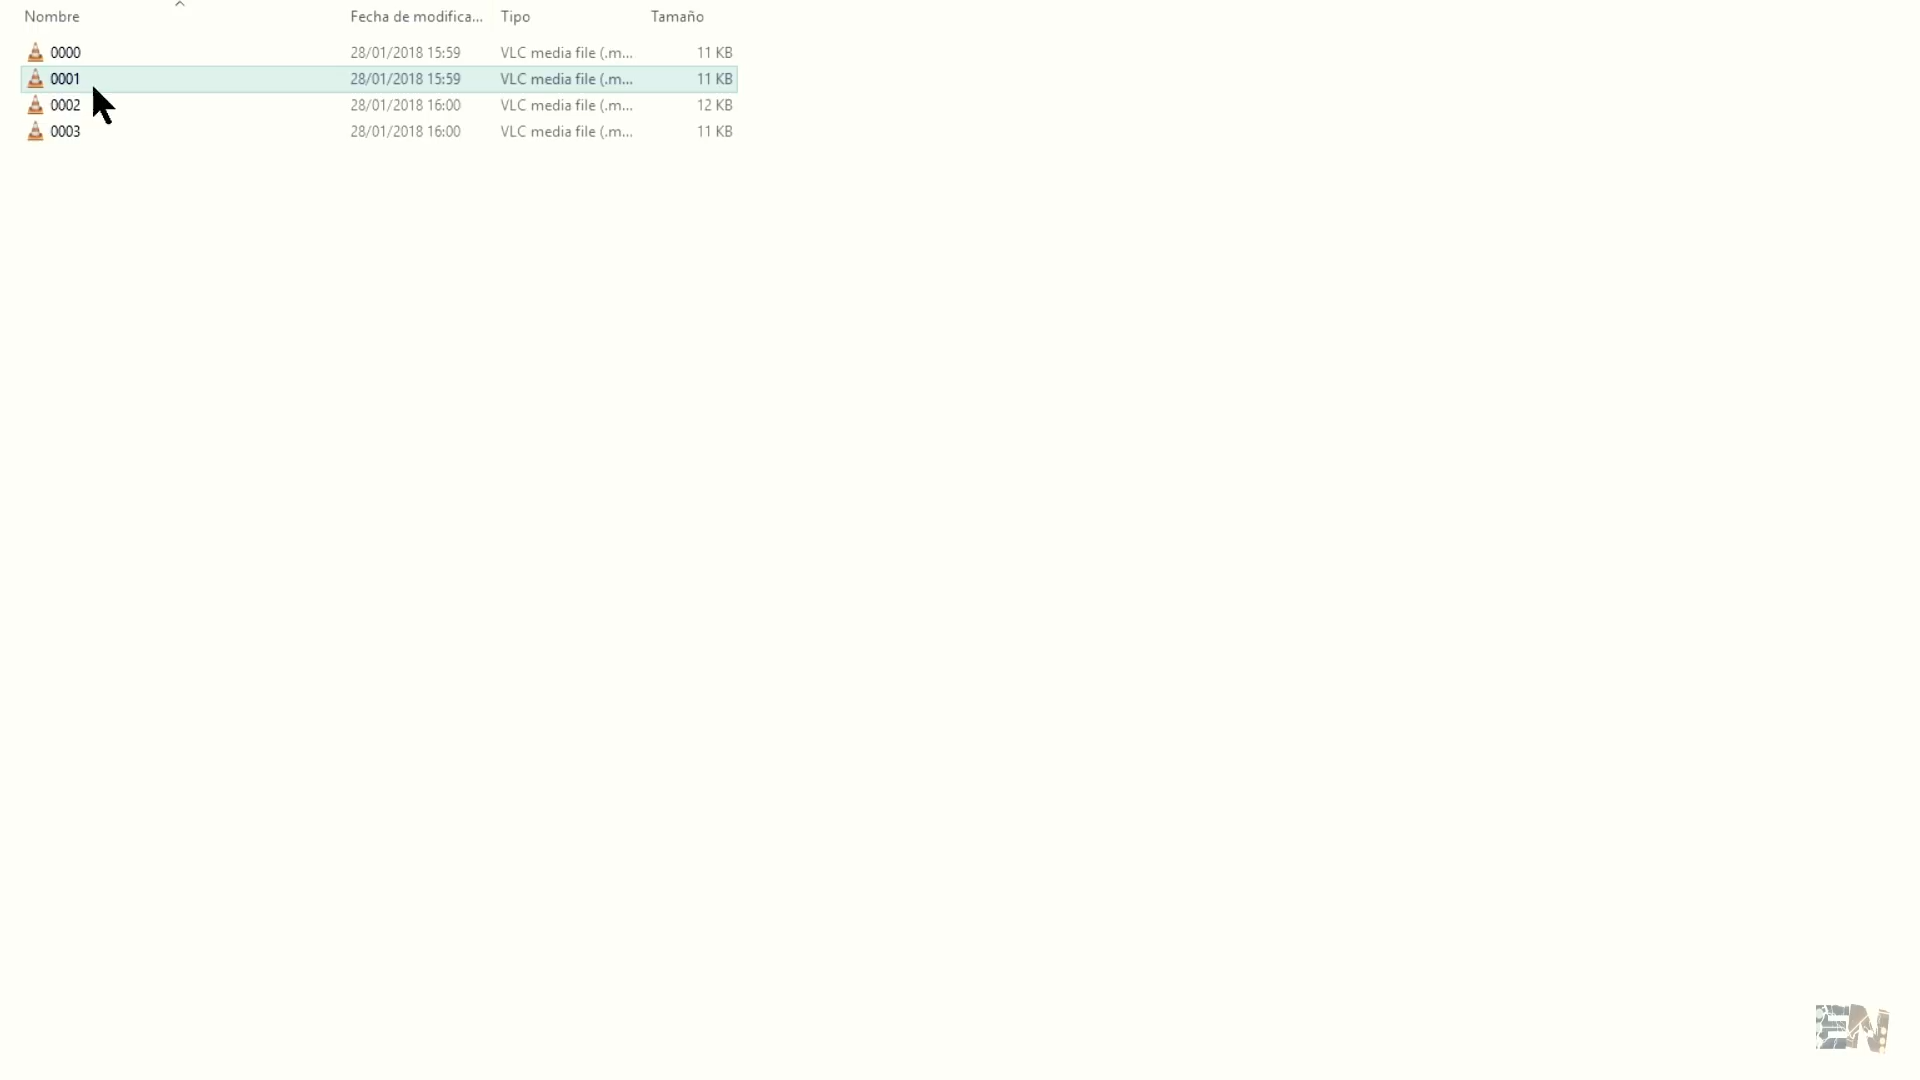 Nombre Fecha de modifica... Tipo Tamaño
0000 28/01/2018 15:59 VLC media file (.m... 11 KB
0001 28/01/2018 15:59 VLC media file (.m... 11 KB
0002 28/01/2018 16:00 VLC media file (.m... 12 KB
0003 28/01/2018 16:00 VLC media file (.m... 11 KB
EN